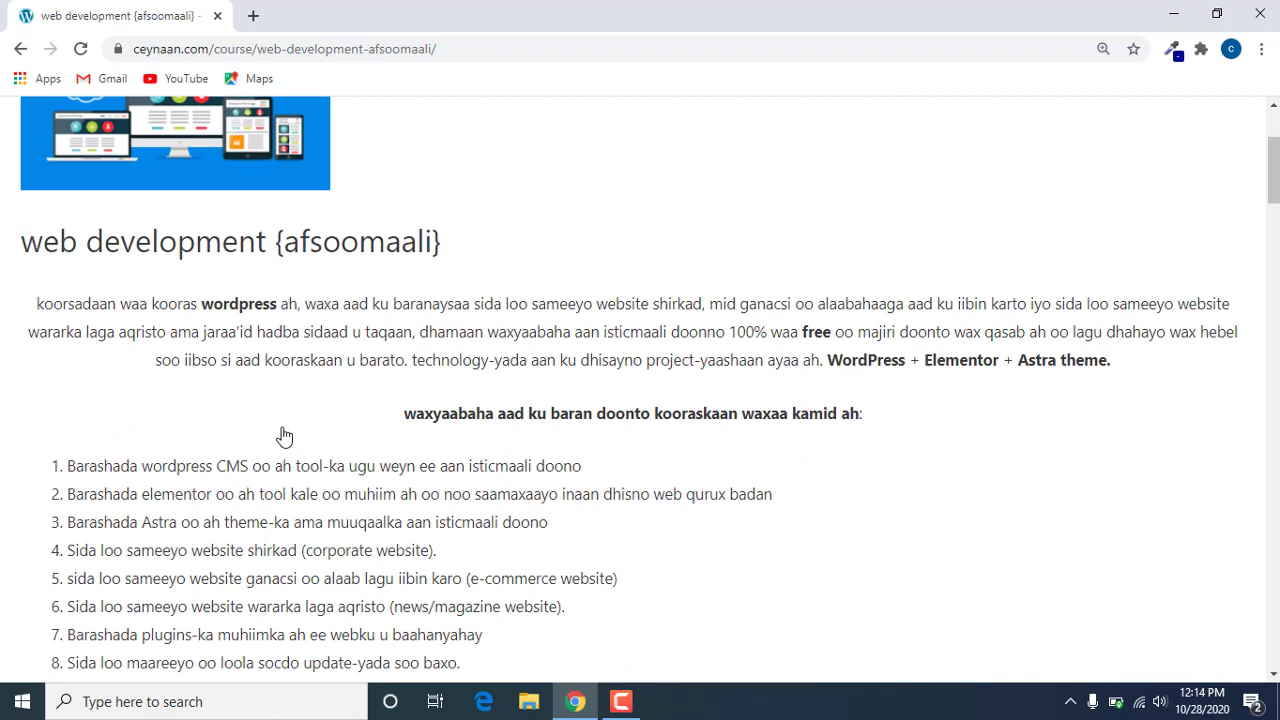 web development {afsoomaali} -
ceynaan.com/course/web-development-afsoomaali/
C
Apps
Gmail
YouTube
Maps
web development {afsoomaali}
koorsadaan waa kooras wordpress ah, waxa aad ku baranaysaa sida loo sameeyo website shirkad, mid ganacsi oo alaabahaaga aad ku iibin karto iyo sida loo sameeyo website
wararka laga aqristo ama jaraa'id hadba sidaad u taqaan, dhamaan waxyaabaha aan isticmaali doonno 100% waa free oo majiri doonto wax qasab ah oo lagu dhahayo wax hebel
soo iibso si aad kooraskaan u barato. technology-yada aan ku dhisayno project-yaashaan ayaa ah. WordPress + Elementor + Astra theme.
waxyaabaha aad ku baran doonto kooraskaan waxaa kamid ah:
1. Barashada wordpress CMS oo ah tool-ka ugu weyn ee aan isticmaali doono
2. Barashada elementor oo ah tool kale oo muhiim ah oo noo saamaxaayo inaan dhisno web qurux badan
3. Barashada Astra oo ah theme-ka ama muuqaalka aan isticmaali doono
4. Sida loo sameeyo website shirkad (corporate website).
5. sida loo sameeyo website ganacsi oo alaab lagu iibin karo (e-commerce website)
6. Sida loo sameeyo website wararka laga aqristo (news/magazine website).
7. Barashada plugins-ka muhiimka ah ee webku u baahanyahay
8. Sida loo maareeyo oo loola socdo update-yada soo baxo.
Type here to search
12:14 PM
10/28/2020
2